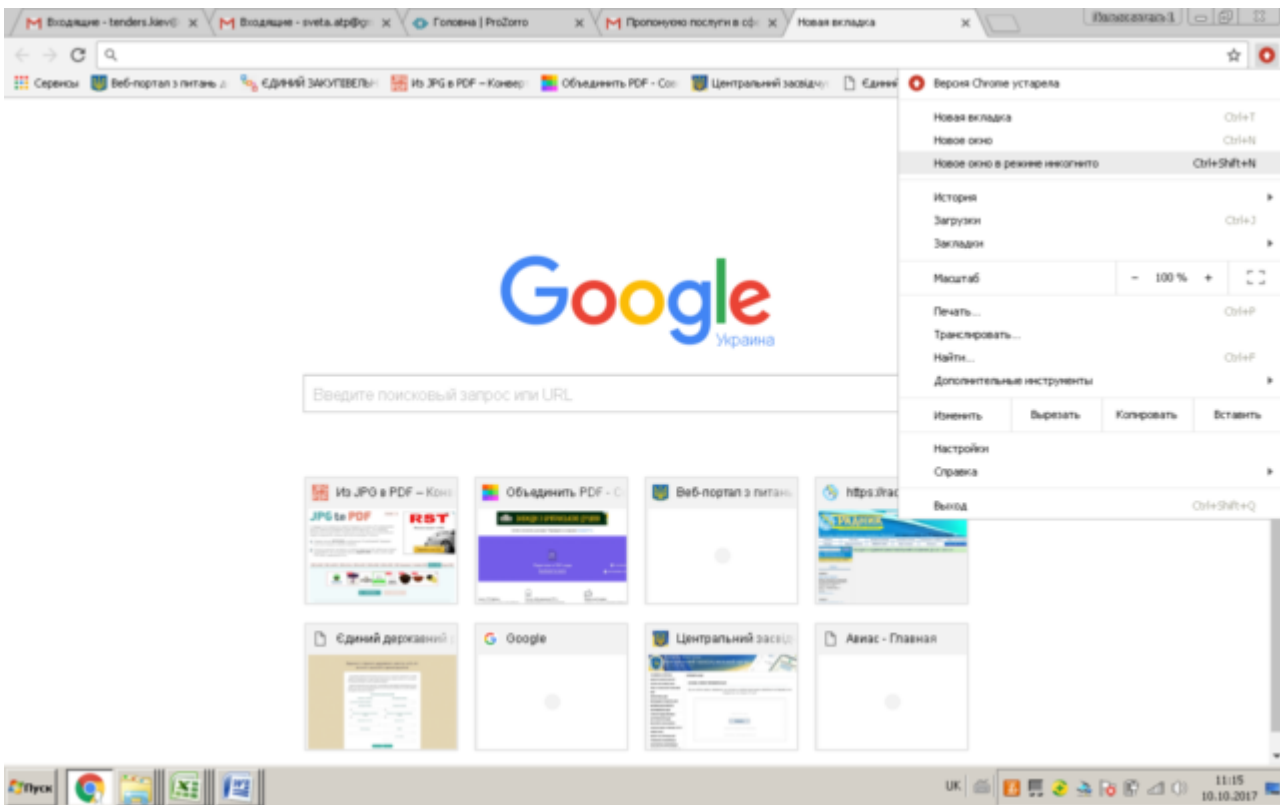 Входящие - tenders.kiev@
Входящие - sveta.atp@g
Головна | ProZorro
Пропонуємо послуги в сф
Новая вкладка
Сервисы
Веб-портал з питань д
ЄДИНИЙ ЗАКУПІВЕЛЬ
Из JPG в PDF – Конвер
Объединить PDF - Со
Центральний засвідчу
Єдиний
Версия Chrome устарела
Новая вкладка Ctrl+T
Новое окно Ctrl+N
Новое окно в режиме инкогнито Ctrl+Shift+N
История
Загрузки Ctrl+J
Закладки
Масштаб - 100 % +
Печать... Ctrl+P
Транслировать...
Найти... Ctrl+F
Дополнительные инструменты
Изменить Вырезать Копировать Вставить
Настройки
Справка
Выход Ctrl+Shift+Q
Google
Украина
Введите поисковый запрос или URL
Из JPG в PDF – Кон
Объединить PDF - С
Веб-портал з питань
https://rad
JPG to PDF
RST
РАДНИК
Єдиний державний
Google
Центральний засвід
Авиас - Главная
Пуск
UK
11:15
10.10.2017